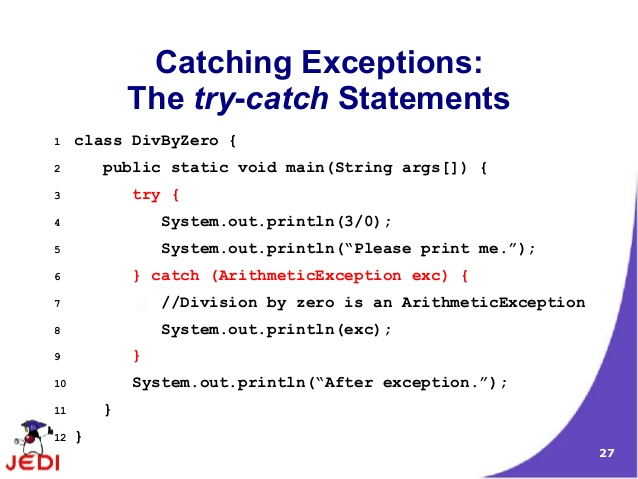 Catching Exceptions:
The try-catch Statements
1 class DivByZero {
2 public static void main(String args[]) {
3 try {
4 System.out.println(3/0);
5 System.out.println(“Please print me.”);
6 } catch (ArithmeticException exc) {
7 //Division by zero is an ArithmeticException
8 System.out.println(exc);
9 }
10 System.out.println(“After exception.”);
11 }
12 }
JEDI
27